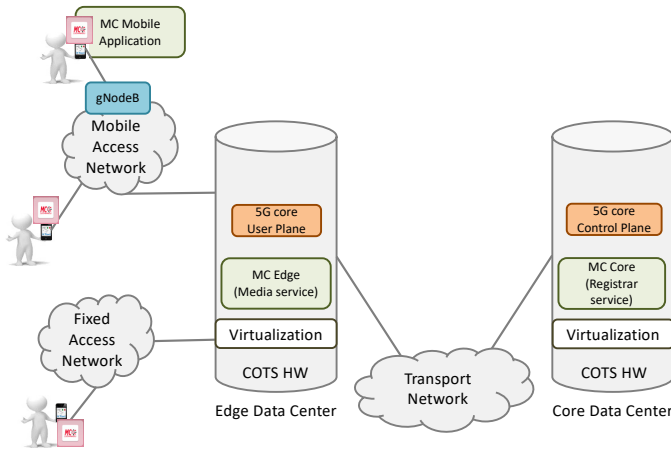 MC Mobile
Application
gNodeB
Mobile
Access
Network
5G core
User Plane
MC Edge
(Media service)
Virtualization
COTS HW
Edge Data Center
Fixed
Access
Network
Transport
Network
5G core
Control Plane
MC Core
(Registrar
service)
Virtualization
COTS HW
Core Data Center